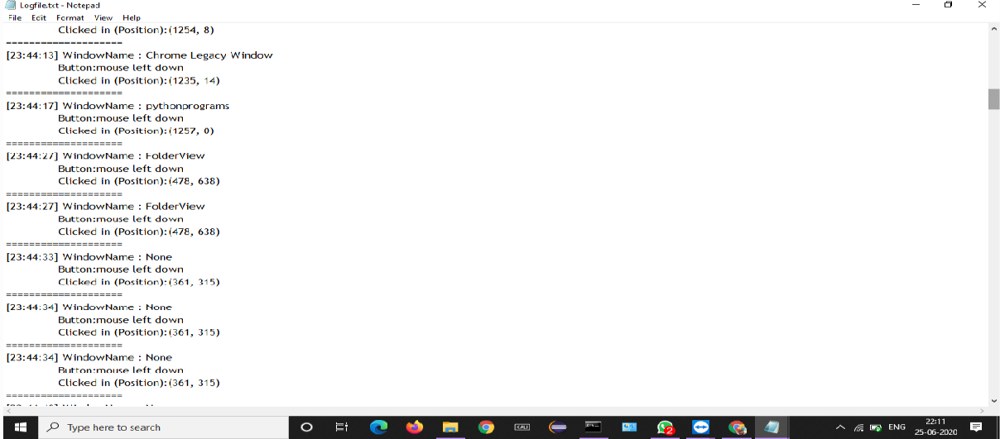 Logfile.txt - Notepad
File Edit Format View Help
Clicked in (Position):(1254, 8)
====================
[23:44:13] WindowName : Chrome Legacy Window
Button:mouse left down
Clicked in (Position):(1235, 14)
====================
[23:44:17] WindowName : pythonprograms
Button:mouse left down
Clicked in (Position):(1257, 0)
====================
[23:44:27] WindowName : FolderView
Button:mouse left down
Clicked in (Position):(478, 638)
====================
[23:44:27] WindowName : FolderView
Button:mouse left down
Clicked in (Position):(478, 638)
====================
[23:44:33] WindowName : None
Button:mouse left down
Clicked in (Position):(361, 315)
====================
[23:44:34] WindowName : None
Button:mouse left down
Clicked in (Position):(361, 315)
====================
[23:44:34] WindowName : None
Button:mouse left down
Clicked in (Position):(361, 315)
====================
Type here to search
KALI
2
ENG
22:11
25-06-2020